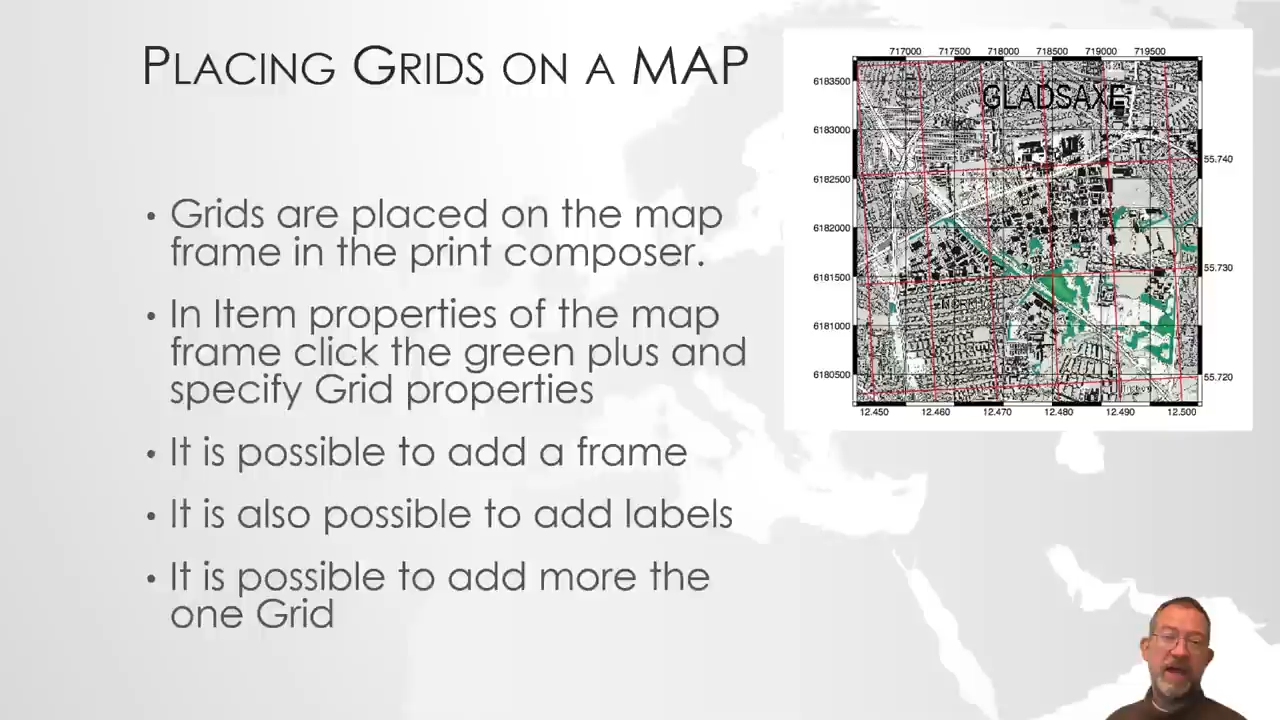 PLACING GRIDS ON A MAP
• Grids are placed on the map
frame in the print composer.
• In Item properties of the map
frame click the green plus and
specify Grid properties
• It is possible to add a frame
• It is also possible to add labels
• It is possible to add more the
one Grid
717000 717500 718000 718500 719000 719500
GLADSAXE
6183500
6183000
6182500
6182000
6181500
6181000
6180500
55.740
55.730
55.720
12.450 12.460 12.470 12.480 12.490 12.500